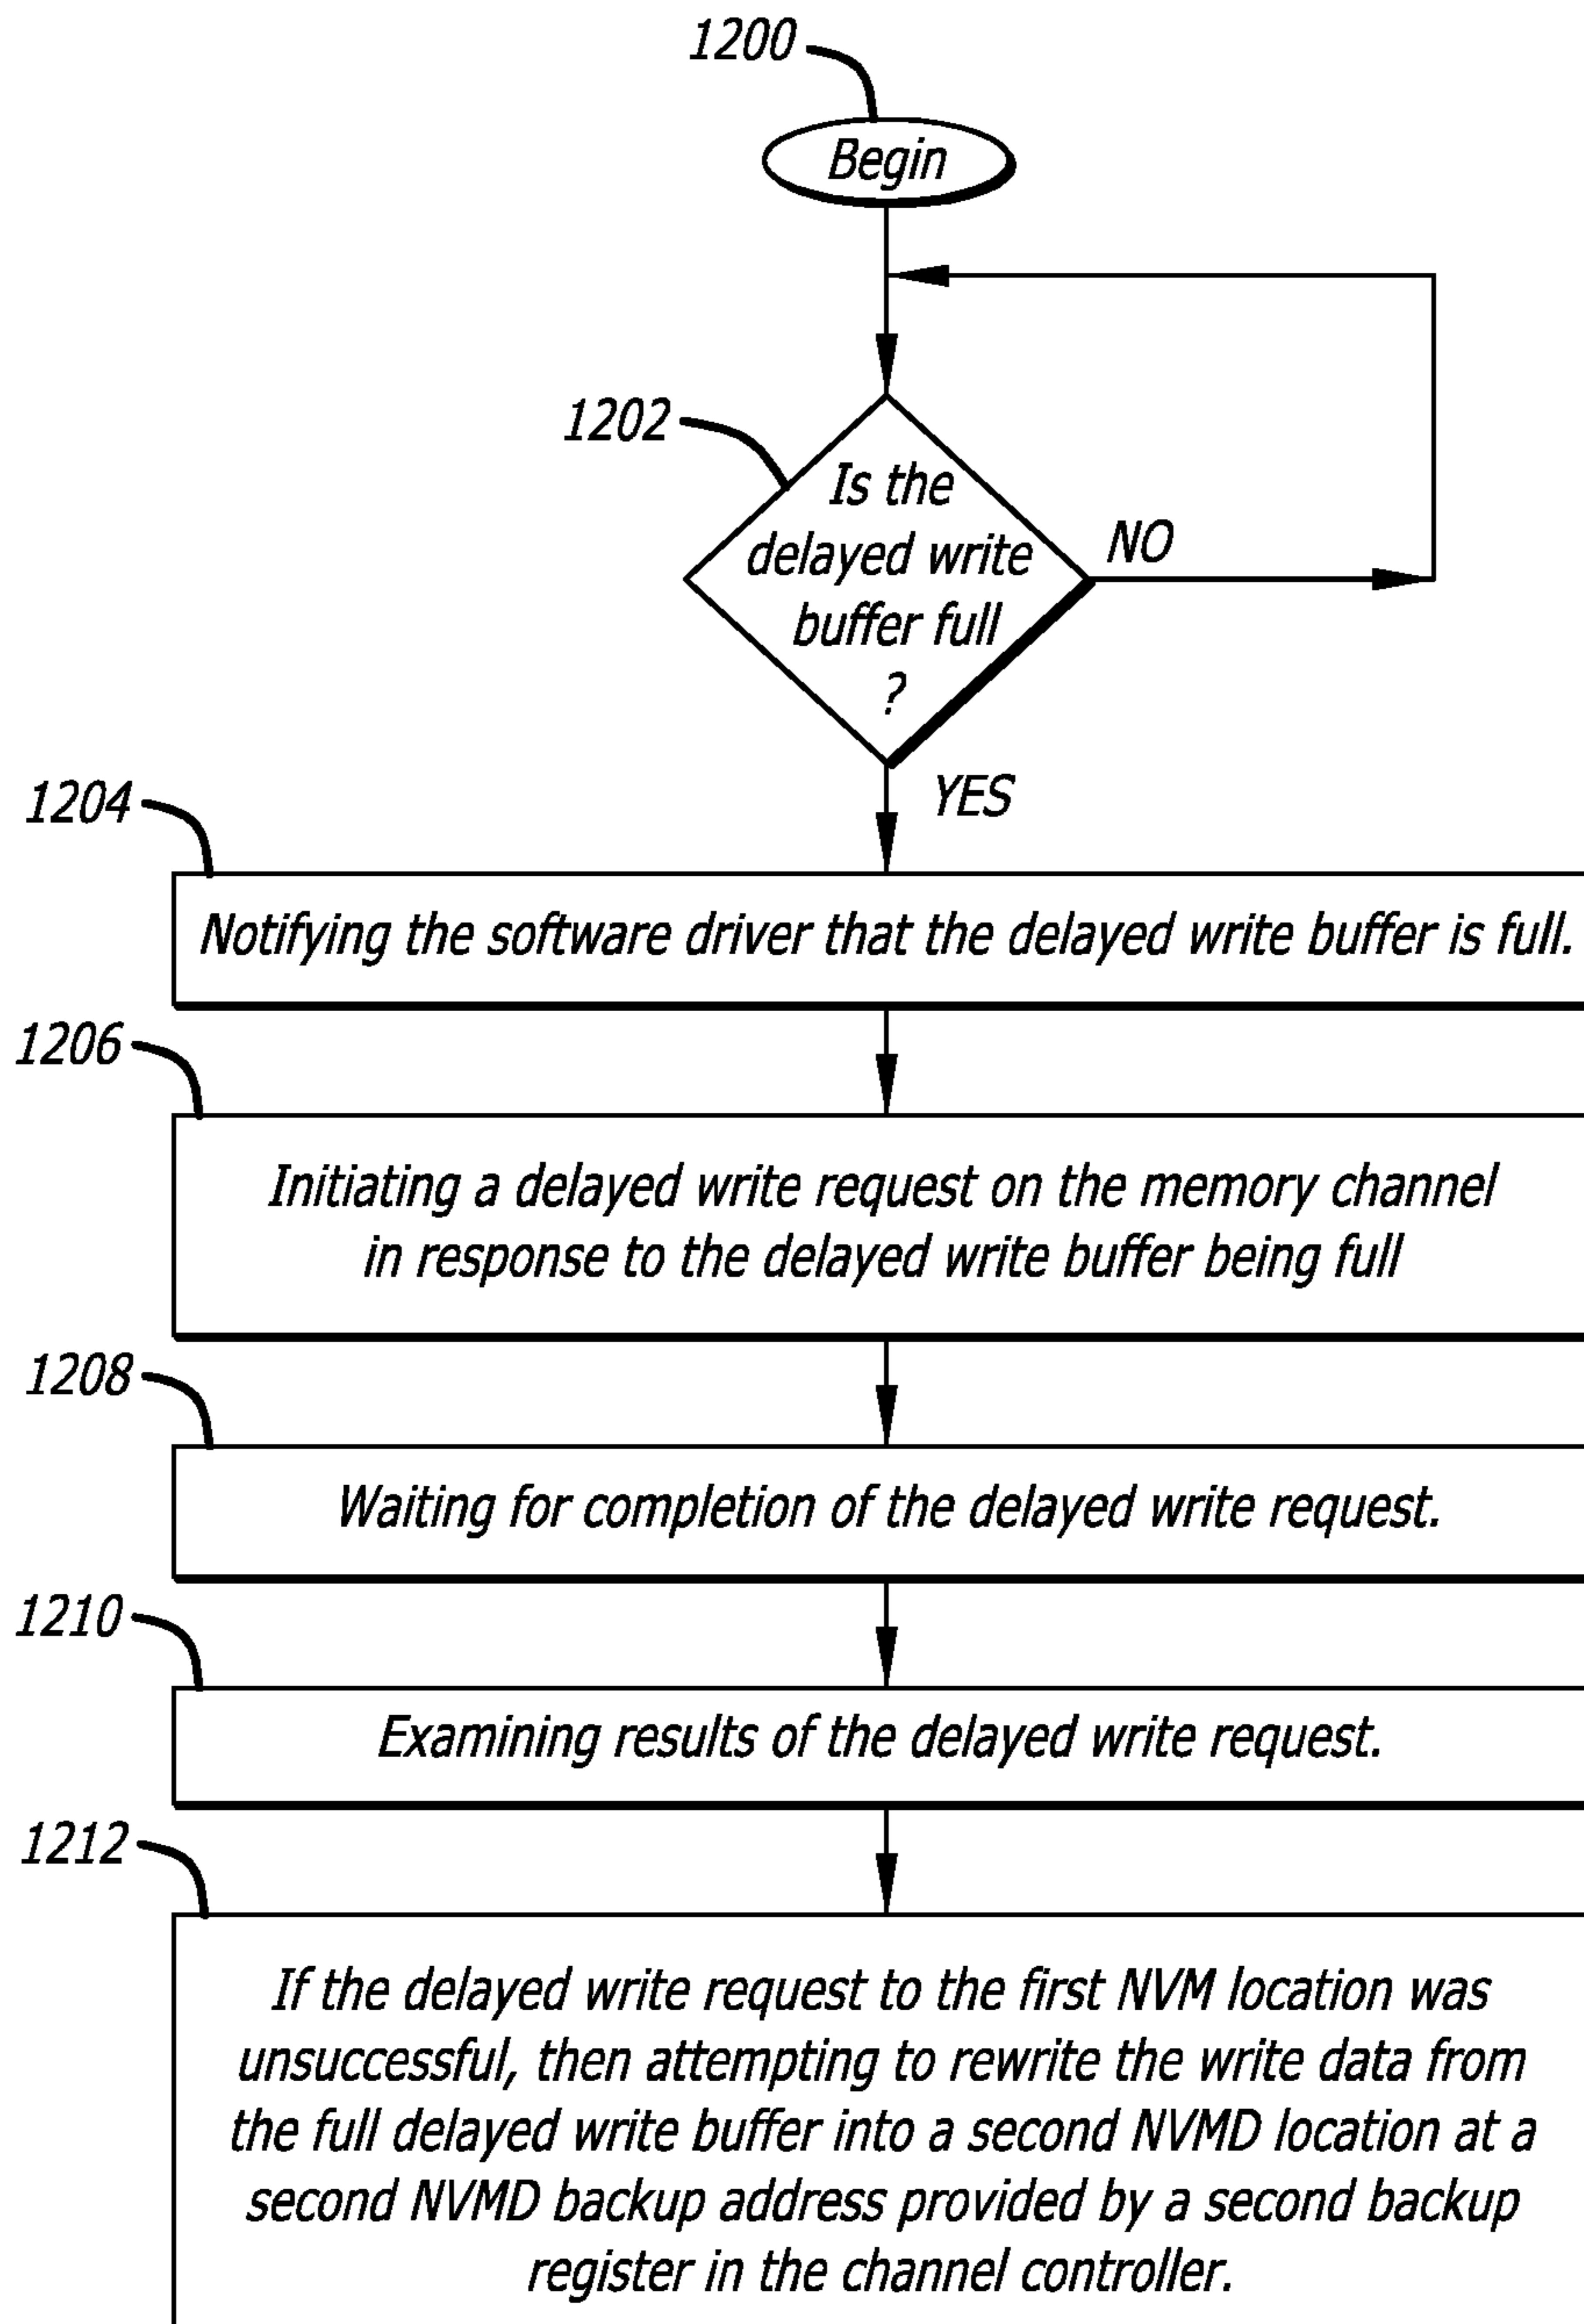 1200
Begin
1202
Is the
delayed write
buffer full
?
NO
YES
1204
Notifying the software driver that the delayed write buffer is full.
1206
Initiating a delayed write request on the memory channel
in response to the delayed write buffer being full
1208
Waiting for completion of the delayed write request.
1210
Examining results of the delayed write request.
1212
If the delayed write request to the first NVM location was
unsuccessful, then attempting to rewrite the write data from
the full delayed write buffer into a second NVMD location at a
second NVMD backup address provided by a second backup
register in the channel controller.